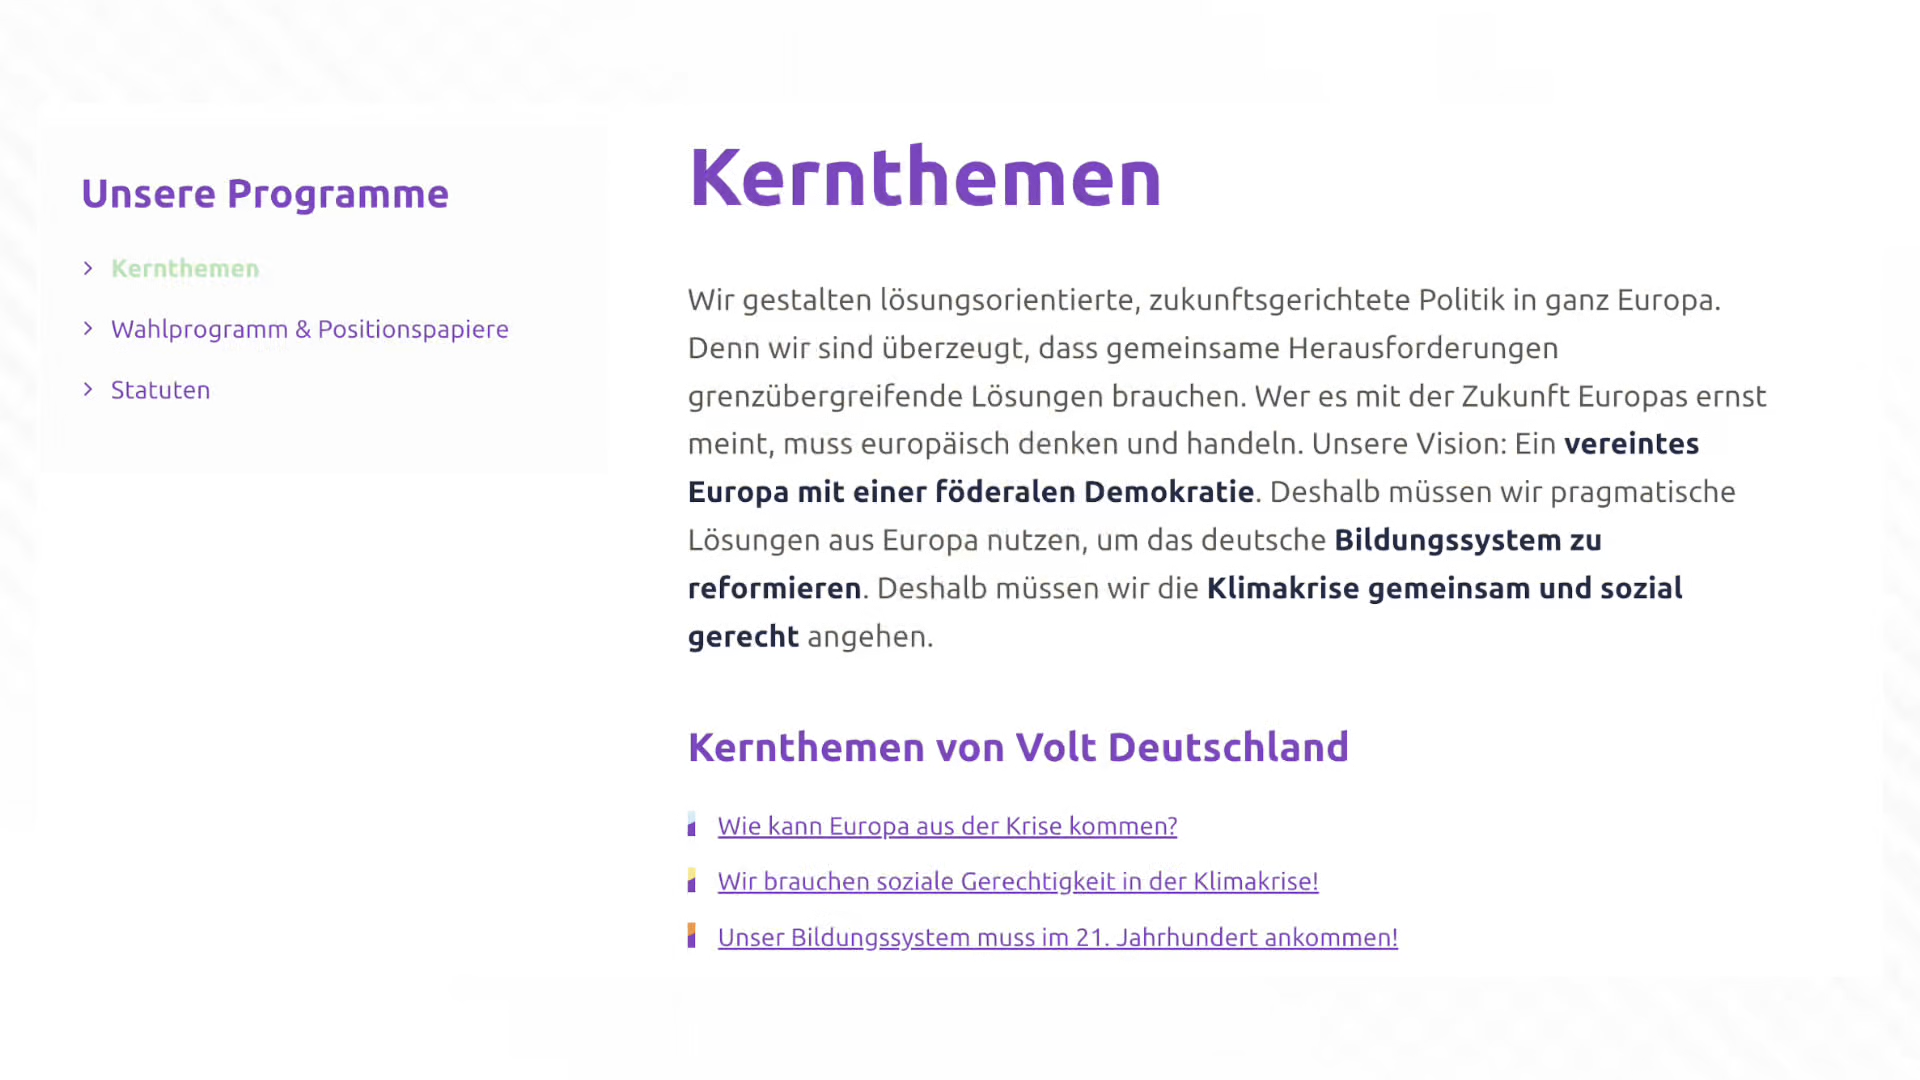 Unsere Programme
Kernthemen
Wahlprogramm & Positionspapiere
Statuten
Kernthemen
Wir gestalten lösungsorientierte, zukunftsgerichtete Politik in ganz Europa.
Denn wir sind überzeugt, dass gemeinsame Herausforderungen
grenzübergreifende Lösungen brauchen. Wer es mit der Zukunft Europas ernst
meint, muss europäisch denken und handeln. Unsere Vision: Ein vereintes
Europa mit einer föderalen Demokratie. Deshalb müssen wir pragmatische
Lösungen aus Europa nutzen, um das deutsche Bildungssystem zu
reformieren. Deshalb müssen wir die Klimakrise gemeinsam und sozial
gerecht angehen.
Kernthemen von Volt Deutschland
Wie kann Europa aus der Krise kommen?
Wir brauchen soziale Gerechtigkeit in der Klimakrise!
Unser Bildungssystem muss im 21. Jahrhundert ankommen!